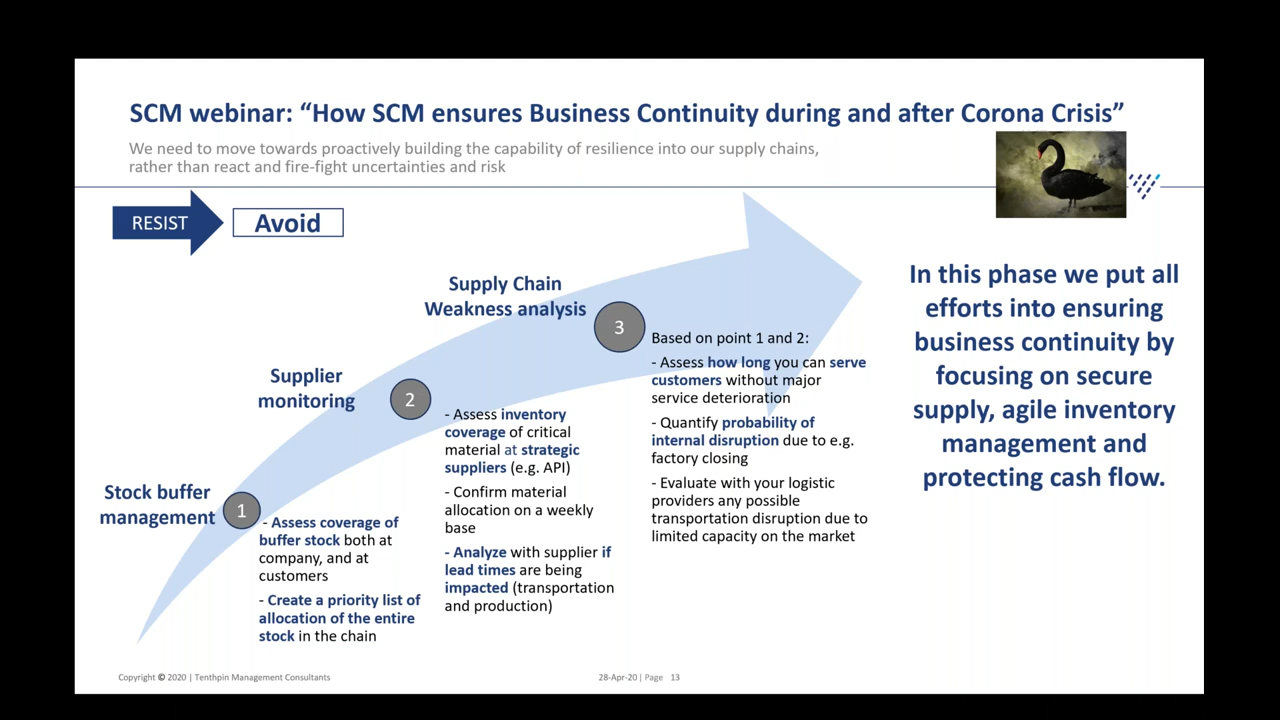 SCM webinar: “How SCM ensures Business Continuity during and after Corona Crisis”
We need to move towards proactively building the capability of resilience into our supply chains,
rather than react and fire-fight uncertainties and risk
RESIST
Avoid
Stock buffer
management
1
- Assess coverage of
buffer stock both at
company, and at
customers
- Create a priority list of
allocation of the entire
stock in the chain
Supplier
monitoring
2
- Assess inventory
coverage of critical
material at strategic
suppliers (e.g. API)
- Confirm material
allocation on a weekly
base
- Analyze with supplier if
lead times are being
impacted (transportation
and production)
Supply Chain
Weakness analysis
3
Based on point 1 and 2:
- Assess how long you can serve
customers without major
service deterioration
- Quantify probability of
internal disruption due to e.g.
factory closing
- Evaluate with your logistic
providers any possible
transportation disruption due to
limited capacity on the market
In this phase we put all
efforts into ensuring
business continuity by
focusing on secure
supply, agile inventory
management and
protecting cash flow.
Copyright © 2020 | Tenthpin Management Consultants
28-Apr-20 | Page 13